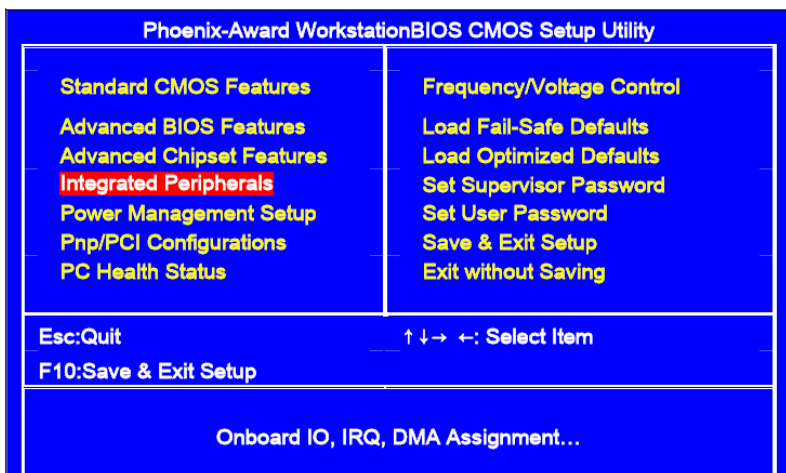 Phoenix-Award WorkstationBIOS CMOS Setup Utility
Standard CMOS Features
Advanced BIOS Features
Advanced Chipset Features
Integrated Peripherals
Power Management Setup
Pnp/PCI Configurations
PC Health Status
Frequency/Voltage Control
Load Fail-Safe Defaults
Load Optimized Defaults
Set Supervisor Password
Set User Password
Save & Exit Setup
Exit without Saving
Esc:Quit
↑↓→ ←: Select Item
F10:Save & Exit Setup
Onboard IO, IRQ, DMA Assignment...